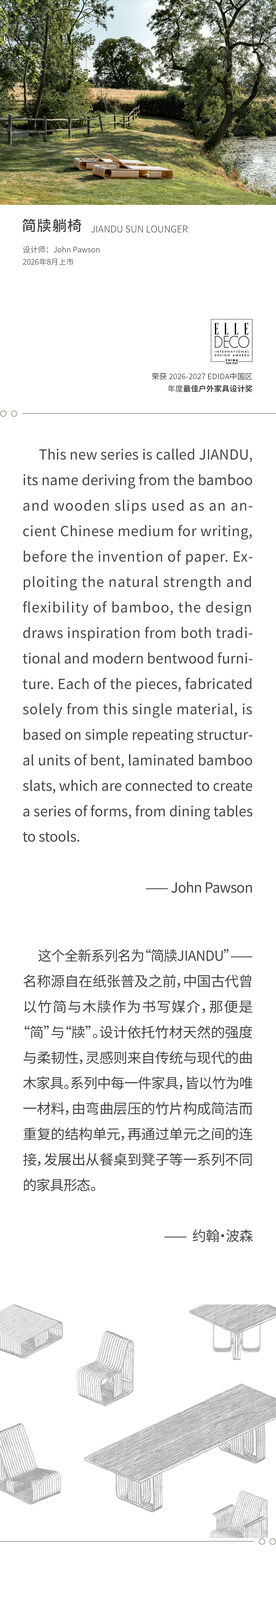 简牍躺椅 JIANDU SUN LOUNGER
设计师：John Pawson
2026年8月上市
ELLE
DECO
INTERNATIONAL
DESIGN AWARDS
CHINA
荣获 2026-2027 EDIDA中国区
年度最佳户外家具设计奖
This new series is called JIANDU,
its name deriving from the bamboo
and wooden slips used as an an-
cient Chinese medium for writing,
before the invention of paper. Ex-
ploiting the natural strength and
flexibility of bamboo, the design
draws inspiration from both tradi-
tional and modern bentwood furni-
ture. Each of the pieces, fabricated
solely from this single material, is
based on simple repeating structur-
al units of bent, laminated bamboo
slats, which are connected to create
a series of forms, from dining tables
to stools.
—— John Pawson
这个全新系列名为“简牍JIANDU”——
名称源自在纸张普及之前，中国古代曾
以竹简与木牍作为书写媒介，那便是
“简”与“牍”。设计依托竹材天然的强度
与柔韧性，灵感则来自传统与现代的曲
木家具。系列中每一件家具，皆以竹为唯
一材料，由弯曲层压的竹片构成简洁而
重复的结构单元，再通过单元之间的连
接，发展出从餐桌到凳子等一系列不同
的家具形态。
—— 约翰·波森